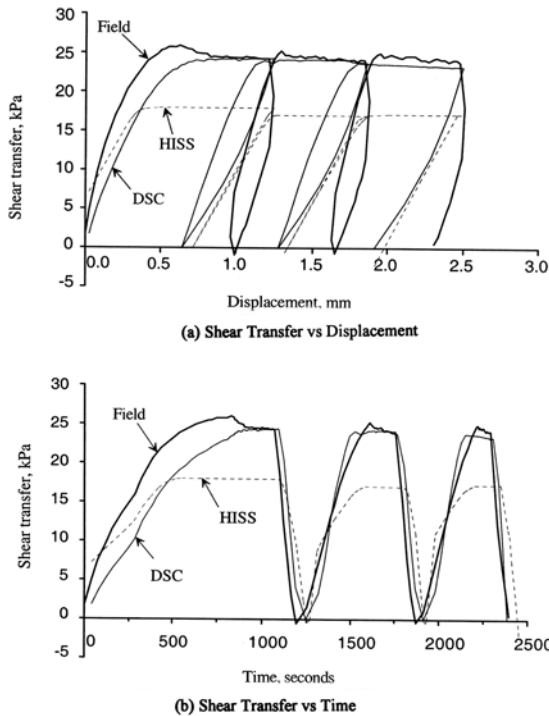 30
25
20
15
10
5
0
-5
Shear transfer, kPa
Field
HISS
DSC
0.0 0.5 1.0 1.5 2.0 2.5 3.0
Displacement, mm
(a) Shear Transfer vs Displacement
30
25
20
15
10
5
0
-5
Shear transfer, kPa
Field
HISS
DSC
0 500 1000 1500 2000 2500
Time, seconds
(b) Shear Transfer vs Time